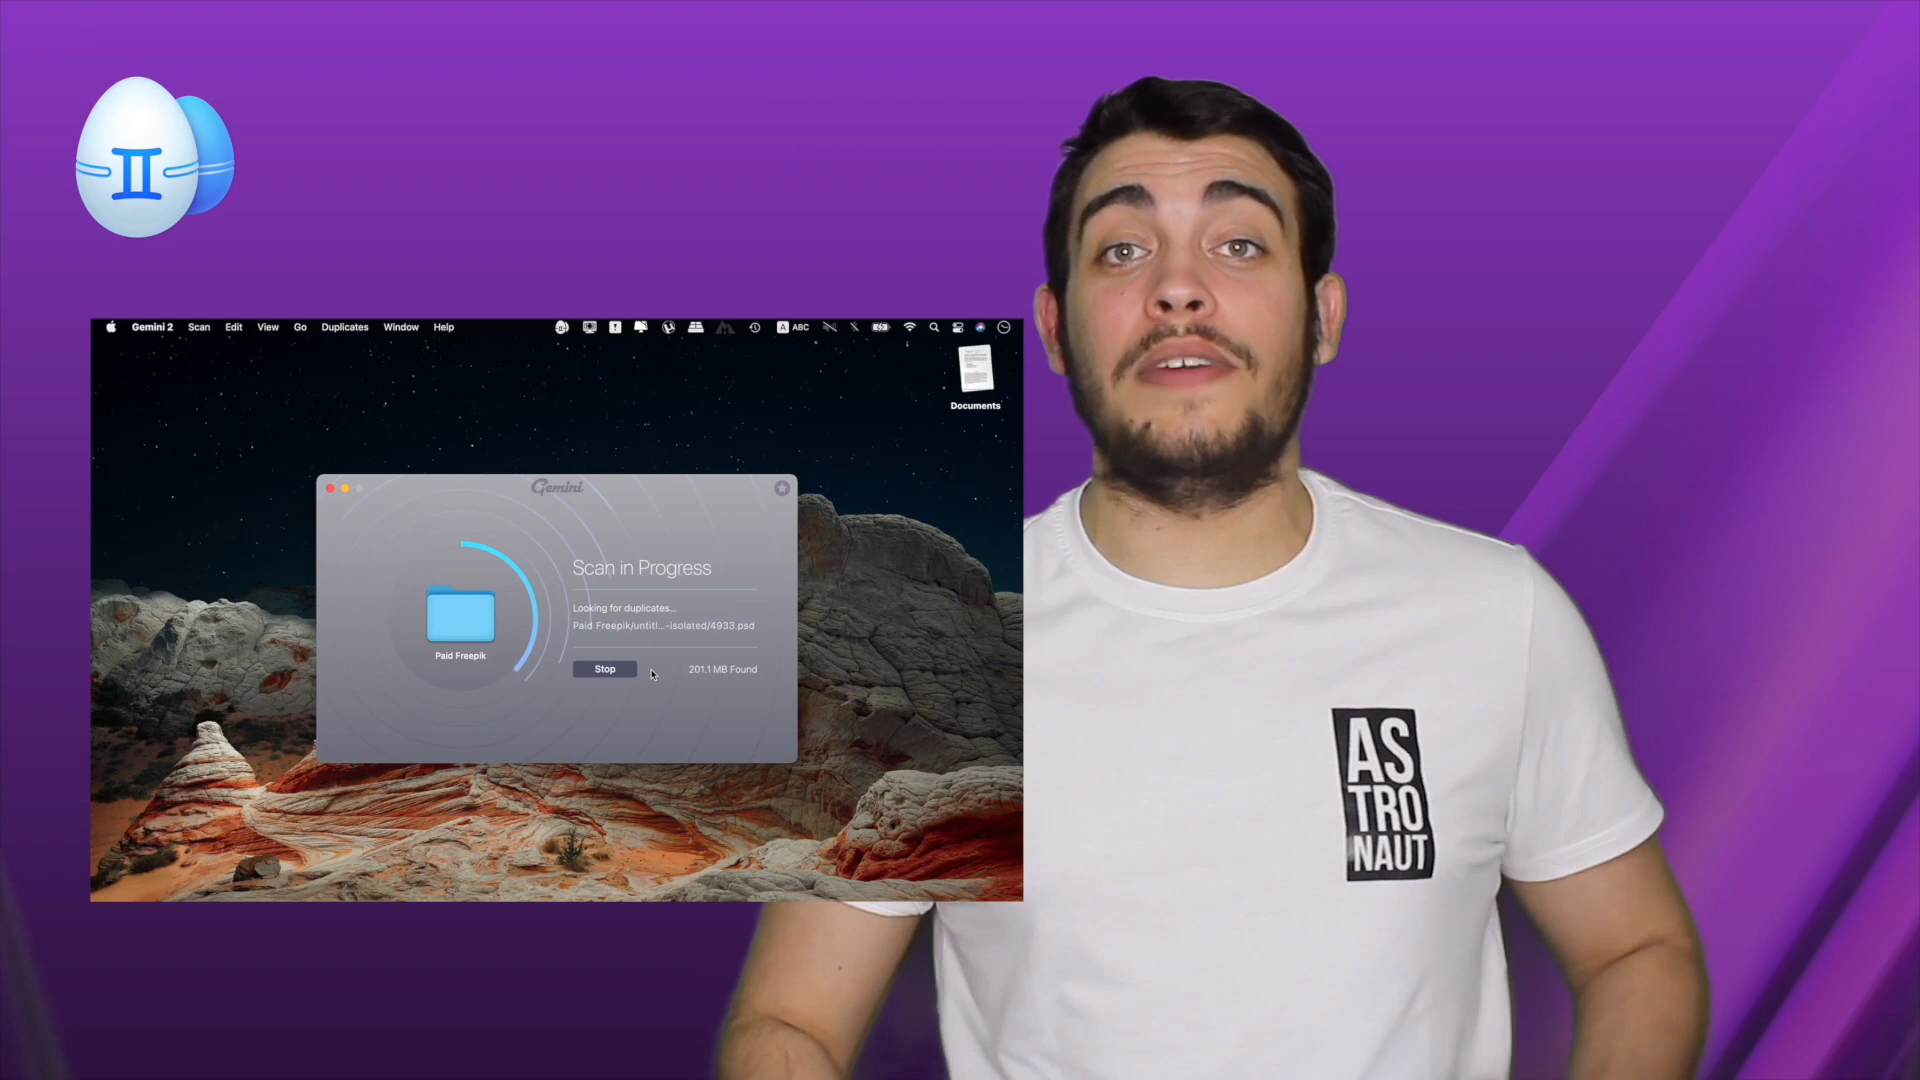 Gemini 2 Scan Edit View Go Duplicates Window Help
A ABC
Documents
Gemini
Scan in Progress
Looking for duplicates...
Paid Freepik/untitl...-isolated/4933.psd
Paid Freepik
Stop
201.1 MB Found
AS
TRO
NAUT